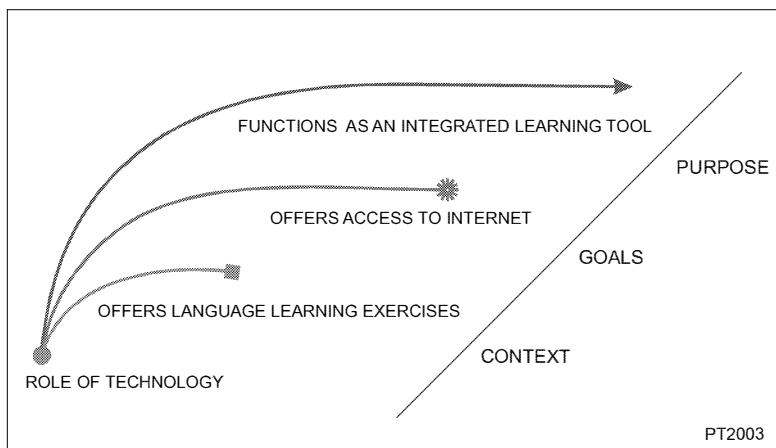 FUNCTIONS AS AN INTEGRATED LEARNING TOOL
PURPOSE
OFFERS ACCESS TO INTERNET
GOALS
OFFERS LANGUAGE LEARNING EXERCISES
CONTEXT
ROLE OF TECHNOLOGY
PT2003